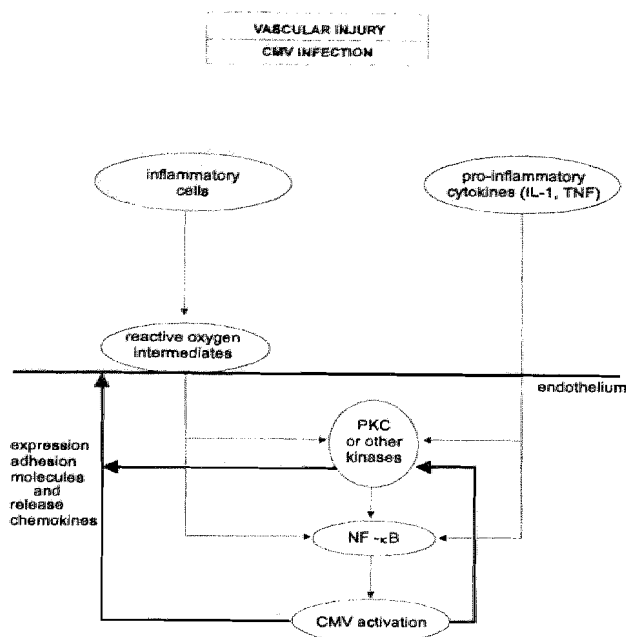 VASCULAR INJURY
CMV INFECTION
inflammatory
cells
pro-inflammatory
cytokines (IL-1, TNF)
reactive oxygen
intermediates
endothelium
PKC
or other
kinases
expression
adhesion
molecules
and
release
chemokines
NF -κB
CMV activation